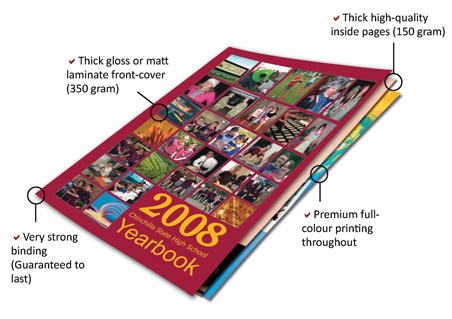 ✓ Thick high-quality
inside pages (150 gram)
✓ Thick gloss or matt
laminate front-cover
(350 gram)
2008
Chinchilla State High School
Yearbook
✓ Premium full-
colour printing
throughout
✓ Very strong
binding
(Guaranteed to
last)